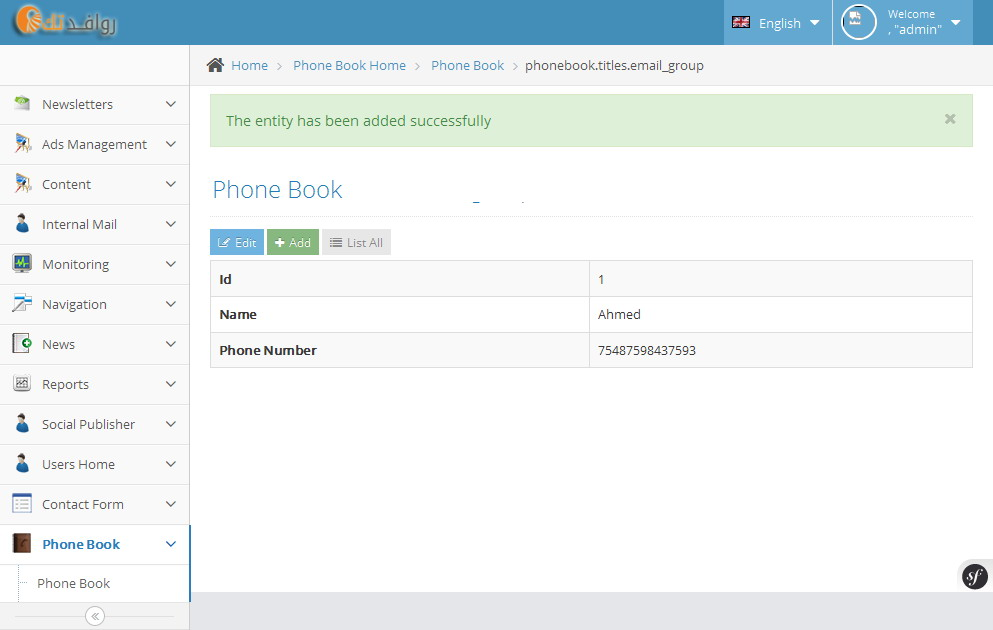 روافد dt
English
Welcome
, "admin"
Home
Phone Book Home
Phone Book
phonebook.titles.email_group
Newsletters
Ads Management
Content
Internal Mail
Monitoring
Navigation
News
Reports
Social Publisher
Users Home
Contact Form
Phone Book
Phone Book
The entity has been added successfully
Phone Book
Edit
Add
List All
Id 1
Name Ahmed
Phone Number 75487598437593
sf